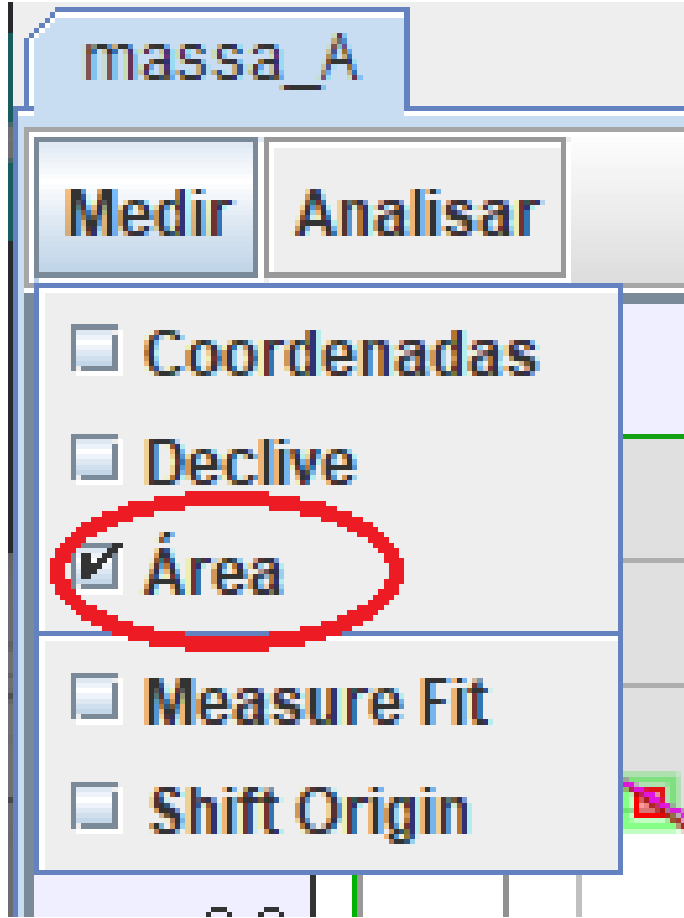 massa_A
Medir Analisar
Coordenadas
Declive
Área
Measure Fit
Shift Origin